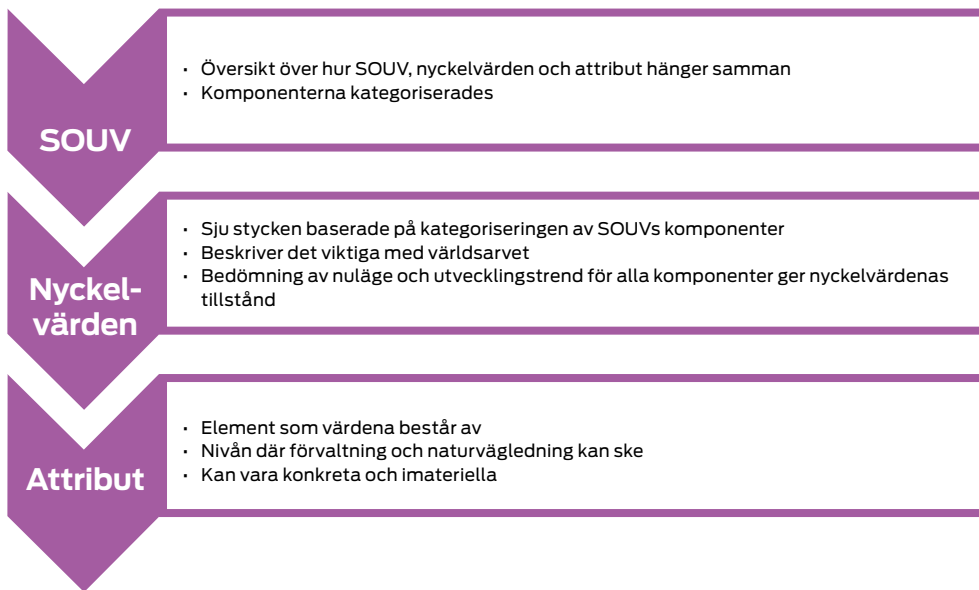 SOUV
· Översikt över hur SOUV, nyckelvärden och attribut hänger samman
· Komponenterna kategoriserades
Nyckel-
värden
· Sju stycken baserade på kategoriseringen av SOUVs komponenter
· Beskriver det viktiga med världsarvet
· Bedömning av nuläge och utvecklingstrend för alla komponenter ger nyckelvärdenas
tillstånd
Attribut
· Element som värdena består av
· Nivån där förvaltning och naturvägledning kan ske
· Kan vara konkreta och imateriella